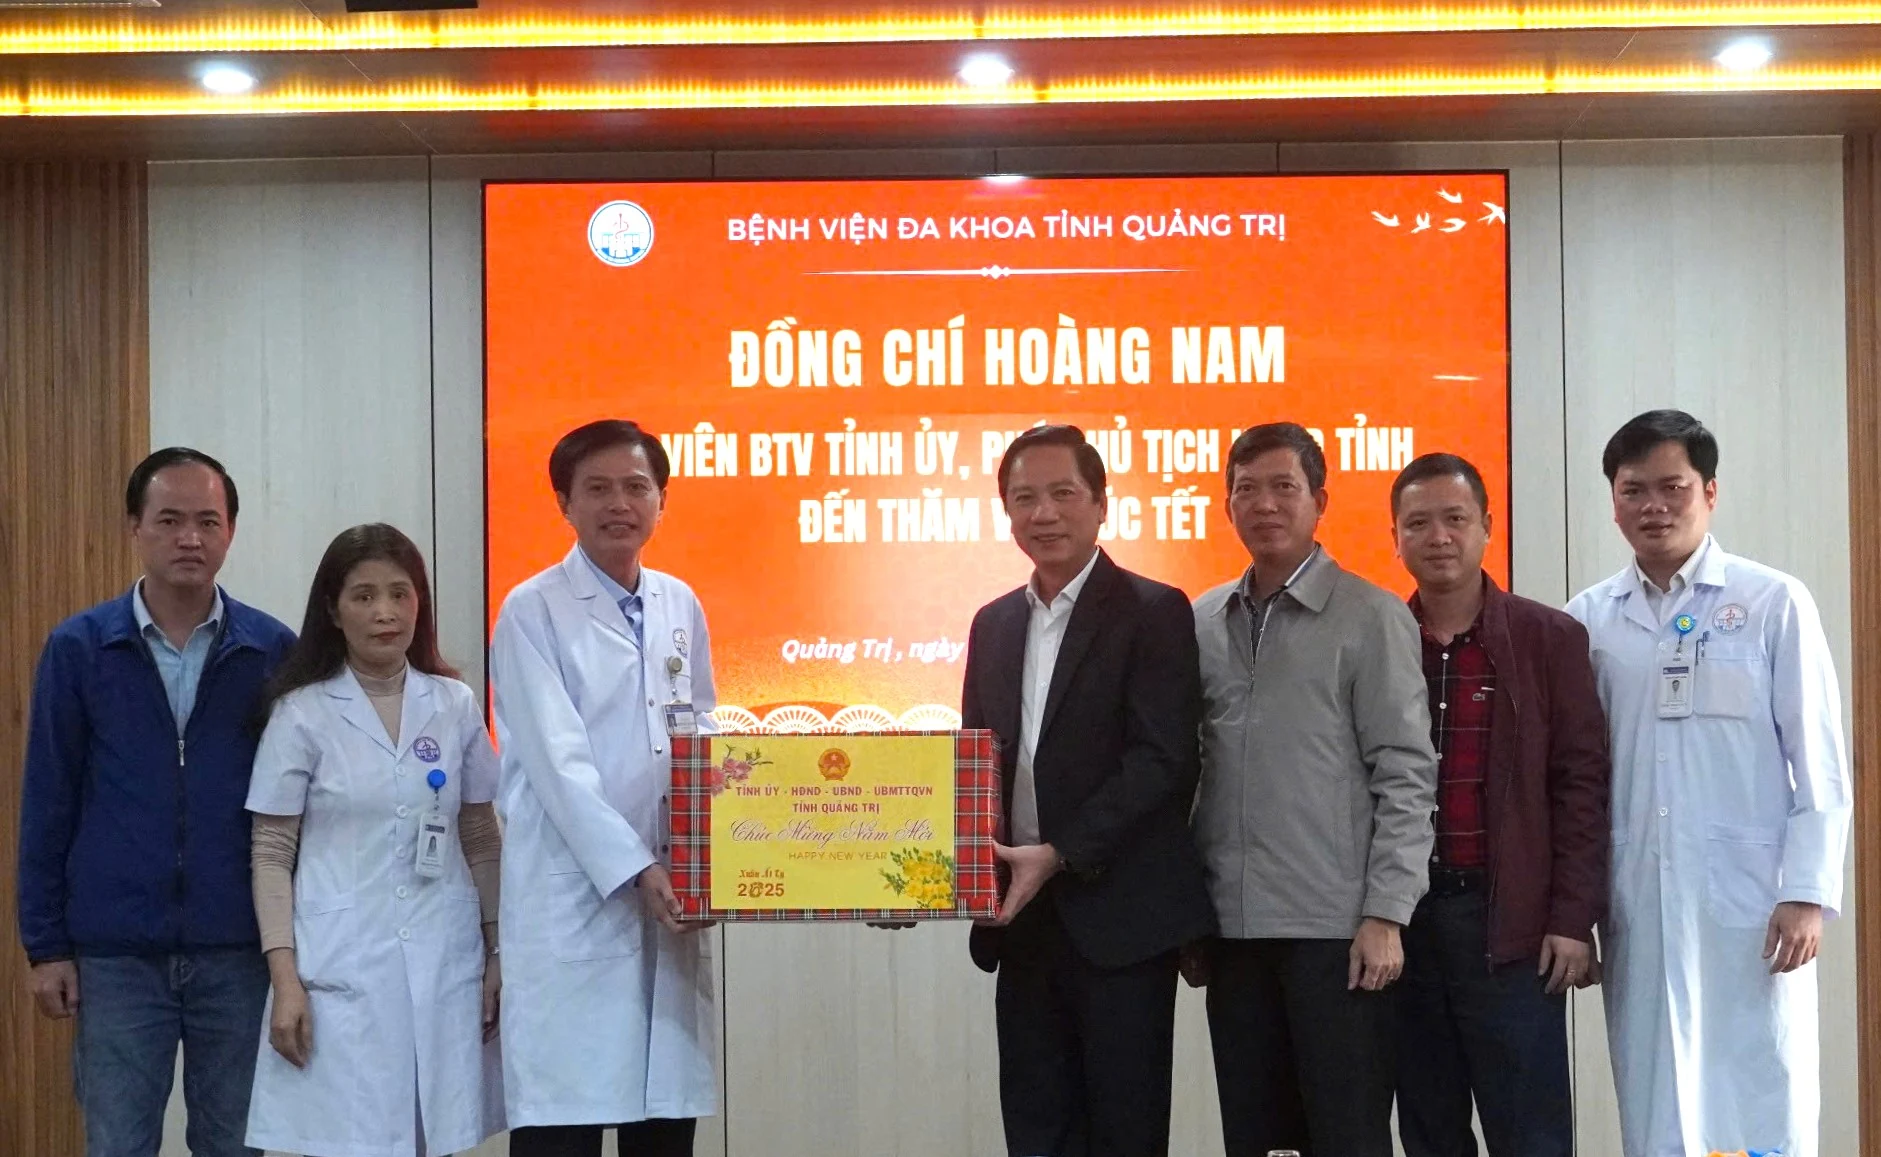 BỆNH VIỆN ĐA KHOA TỈNH QUẢNG TRỊ
ĐỒNG CHÍ HOÀNG NAM
VIÊN BTV TỈNH ỦY, TỊCH TỈNH
ĐẾN THĂM TẾT
Quảng Trị, ngày
TỈNH ỦY - HĐND - UBND - UBMTTQVN
TỈNH QUẢNG TRỊ
Chúc Mừng Năm Mới
HAPPY NEW YEAR
Xuân Ất Tỵ
2025